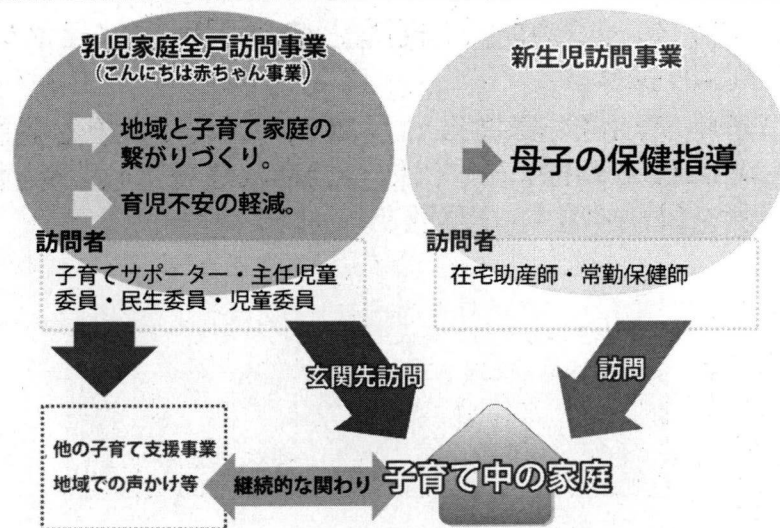 乳児家庭全戸訪問事業
(こんにちは赤ちゃん事業)
地域と子育て家庭の
繋がりづくり。
育児不安の軽減。
訪問者
子育てサポーター・主任児童
委員・民生委員・児童委員
新生児訪問事業
母子の保健指導
訪問者
在宅助産師・常勤保健師
玄関先訪問
訪問
他の子育て支援事業
地域での声かけ等
継続的な関わり
子育て中の家庭